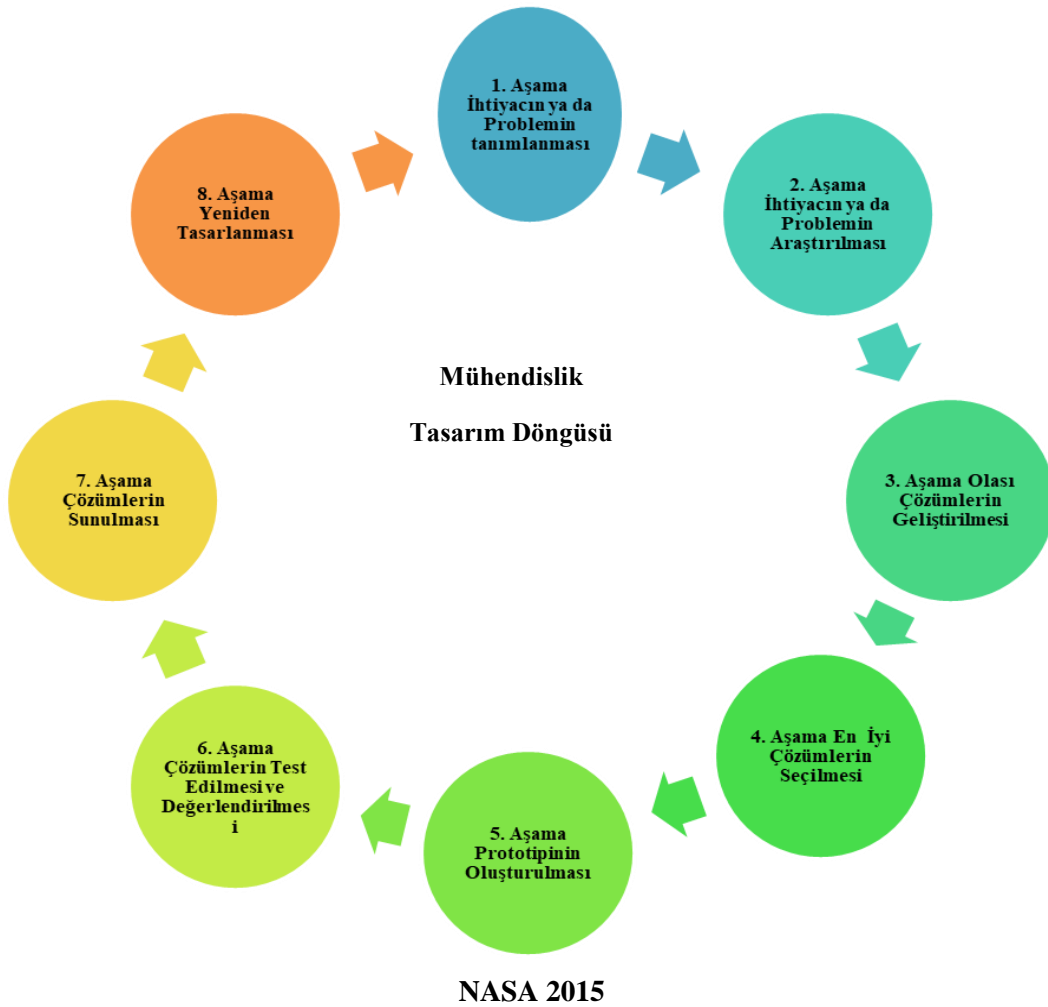 1. Aşama
İhtiyacın ya da
Problemin
tanımlanması
2. Aşama
İhtiyacın ya da
Problemin
Araştırılması
3. Aşama Olası
Çözümlerin
Geliştirilmesi
4. Aşama En İyi
Çözümlerin
Seçilmesi
5. Aşama
Prototipinin
Oluşturulması
6. Aşama
Çözümlerin Test
Edilmesi ve
Değerlendirilmes
i
7. Aşama
Çözümlerin
Sunulması
8. Aşama
Yeniden
Tasarlanması
Mühendislik
Tasarım Döngüsü
NASA 2015